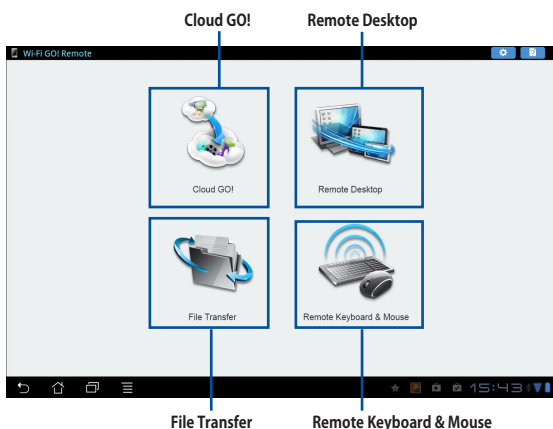 Cloud GO! Remote Desktop
Wi-Fi GO! Remote
Cloud GO! Remote Desktop
File Transfer Remote Keyboard & Mouse
15:43
File Transfer Remote Keyboard & Mouse